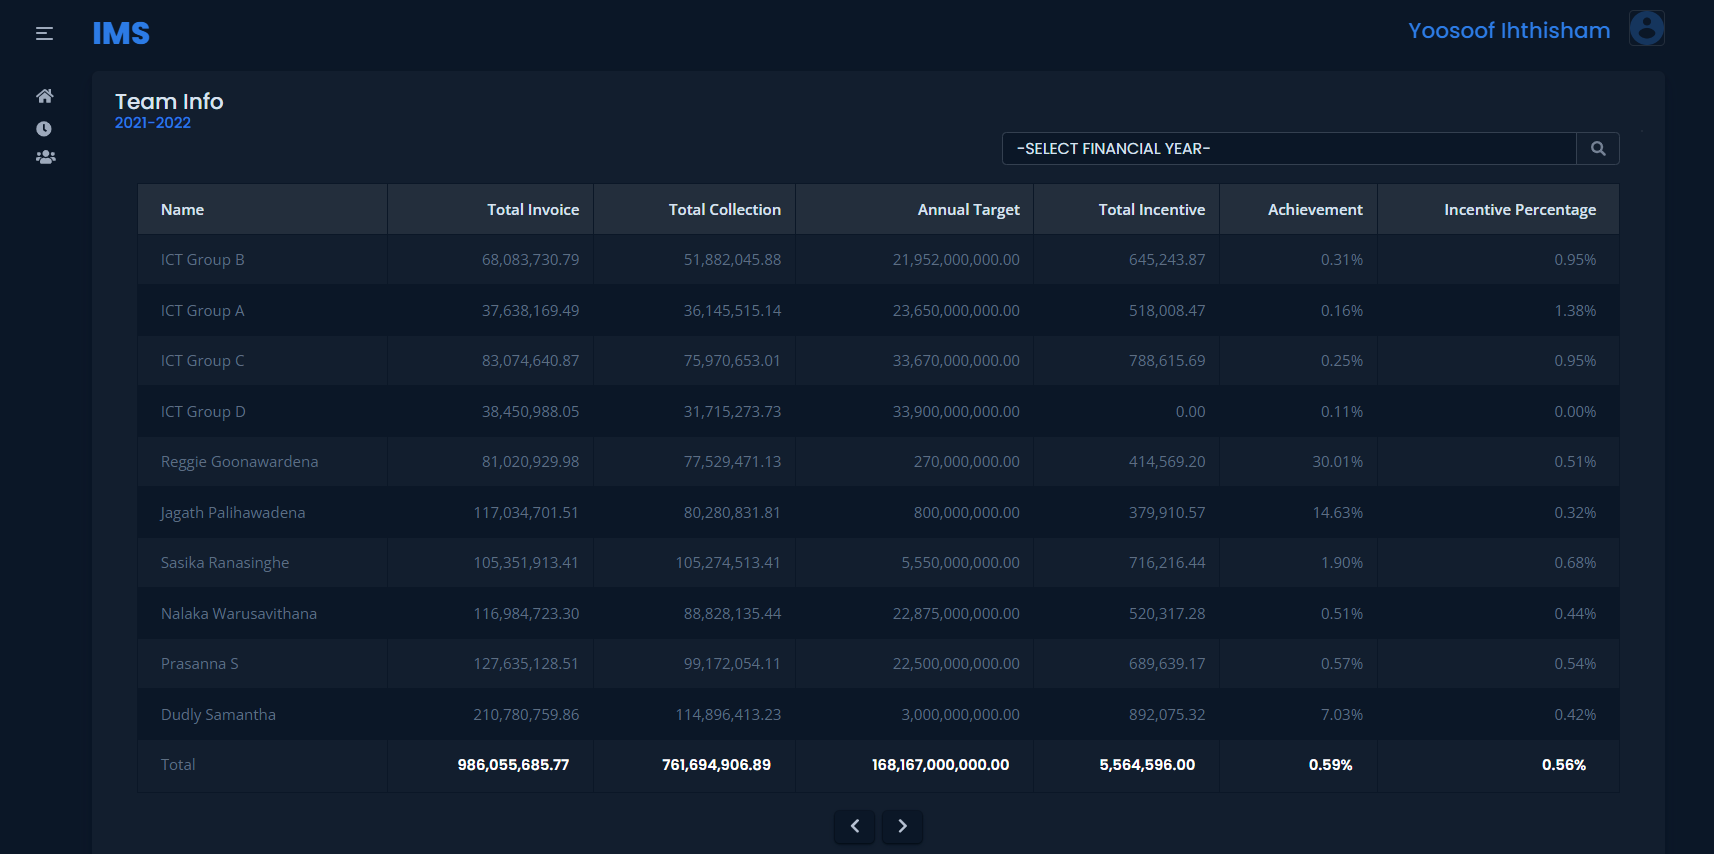 IMS
Yoosoof Iththisham
Team Info
2021-2022
-SELECT FINANCIAL YEAR-
Name Total Invoice Total Collection Annual Target Total Incentive Achievement Incentive Percentage
ICT Group B 68,083,730.79 51,882,045.88 21,952,000,000.00 645,243.87 0.31% 0.95%
ICT Group A 37,638,169.49 36,145,515.14 23,650,000,000.00 518,008.47 0.16% 1.38%
ICT Group C 83,074,640.87 75,970,653.01 33,670,000,000.00 788,615.69 0.25% 0.95%
ICT Group D 38,450,988.05 31,715,273.73 33,900,000,000.00 0.00 0.11% 0.00%
Reggie Goonawardena 81,020,929.98 77,529,471.13 270,000,000.00 414,569.20 30.01% 0.51%
Jagath Palihawadena 117,034,701.51 80,280,831.81 800,000,000.00 379,910.57 14.63% 0.32%
Sasika Ranasinghe 105,351,913.41 105,274,513.41 5,550,000,000.00 716,216.44 1.90% 0.68%
Nalaka Warusavithana 116,984,723.30 88,828,135.44 22,875,000,000.00 520,317.28 0.51% 0.44%
Prasanna S 127,635,128.51 99,172,054.11 22,500,000,000.00 689,639.17 0.57% 0.54%
Dudly Samantha 210,780,759.86 114,896,413.23 3,000,000,000.00 892,075.32 7.03% 0.42%
Total 986,055,685.77 761,694,906.89 168,167,000,000.00 5,564,596.00 0.59% 0.56%